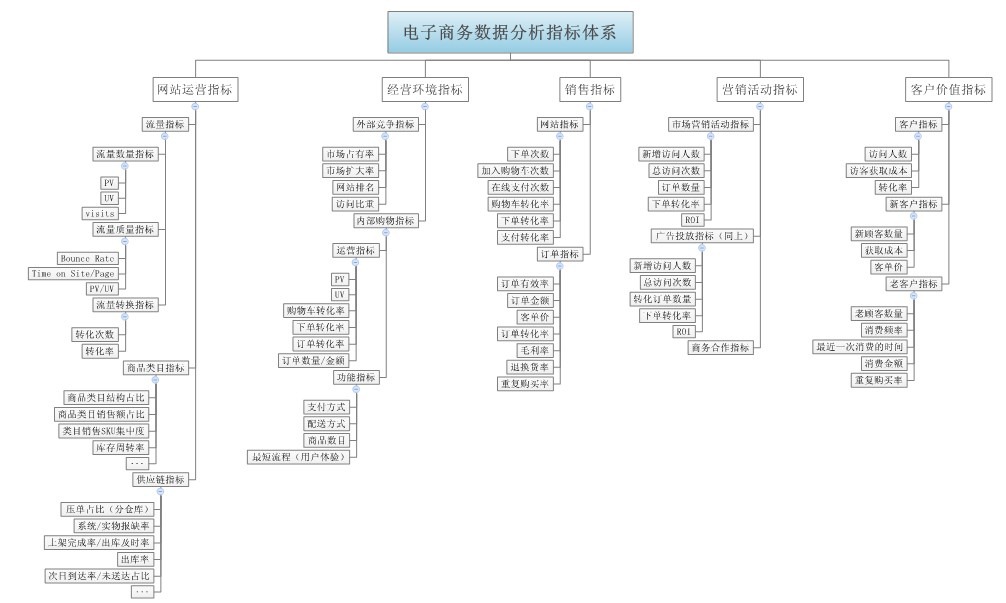 电子商务数据分析指标体系
网站运营指标
流量指标
流量数量指标
PV
UV
visits
流量质量指标
Bounce Rate
Time on Site/Page
PV/UV
流量转换指标
转化次数
转化率
商品类目指标
商品类目结构占比
商品类目销售额占比
类目销售SKU集中度
库存周转率
...
供应链指标
压单占比（分仓库）
系统/实物报缺率
上架完成率/出库及时率
出库率
次日到达率/未送达占比
...
经营环境指标
外部竞争指标
市场占有率
市场扩大率
网站排名
访问比重
内部购物指标
运营指标
PV
UV
购物车转化率
下单转化率
订单转化率
订单数量/金额
功能指标
支付方式
配送方式
商品数目
最短流程（用户体验）
销售指标
网站指标
下单次数
加入购物车次数
在线支付次数
购物车转化率
下单转化率
支付转化率
订单指标
订单有效率
订单金额
客单价
订单转化率
毛利率
退换货率
重复购买率
营销活动指标
市场营销活动指标
新增访问人数
总访问次数
订单数量
下单转化率
ROI
广告投放指标（同上）
新增访问人数
总访问次数
转化订单数量
下单转化率
ROI
商务合作指标
客户价值指标
客户指标
访问人数
访客获取成本
转化率
新客户指标
新顾客数量
获取成本
客单价
老客户指标
老顾客数量
消费频率
最近一次消费的时间
消费金额
重复购买率